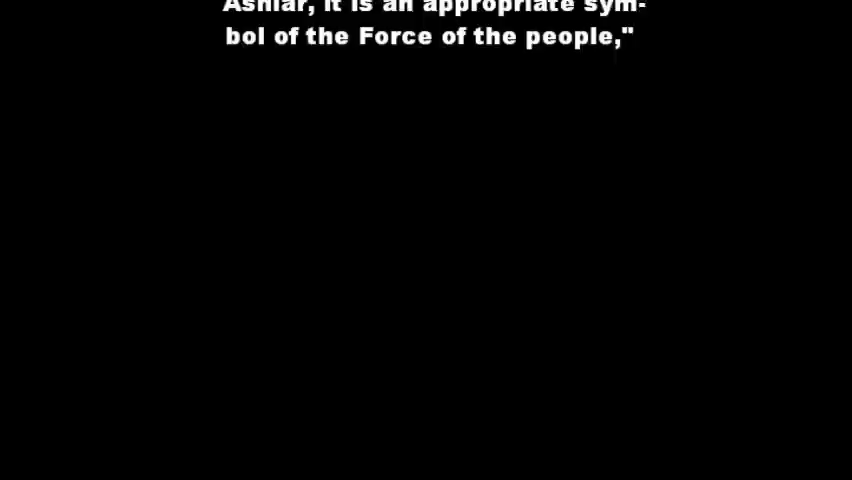 Ashlar, it is an appropriate sym-
bol of the Force of the people,"